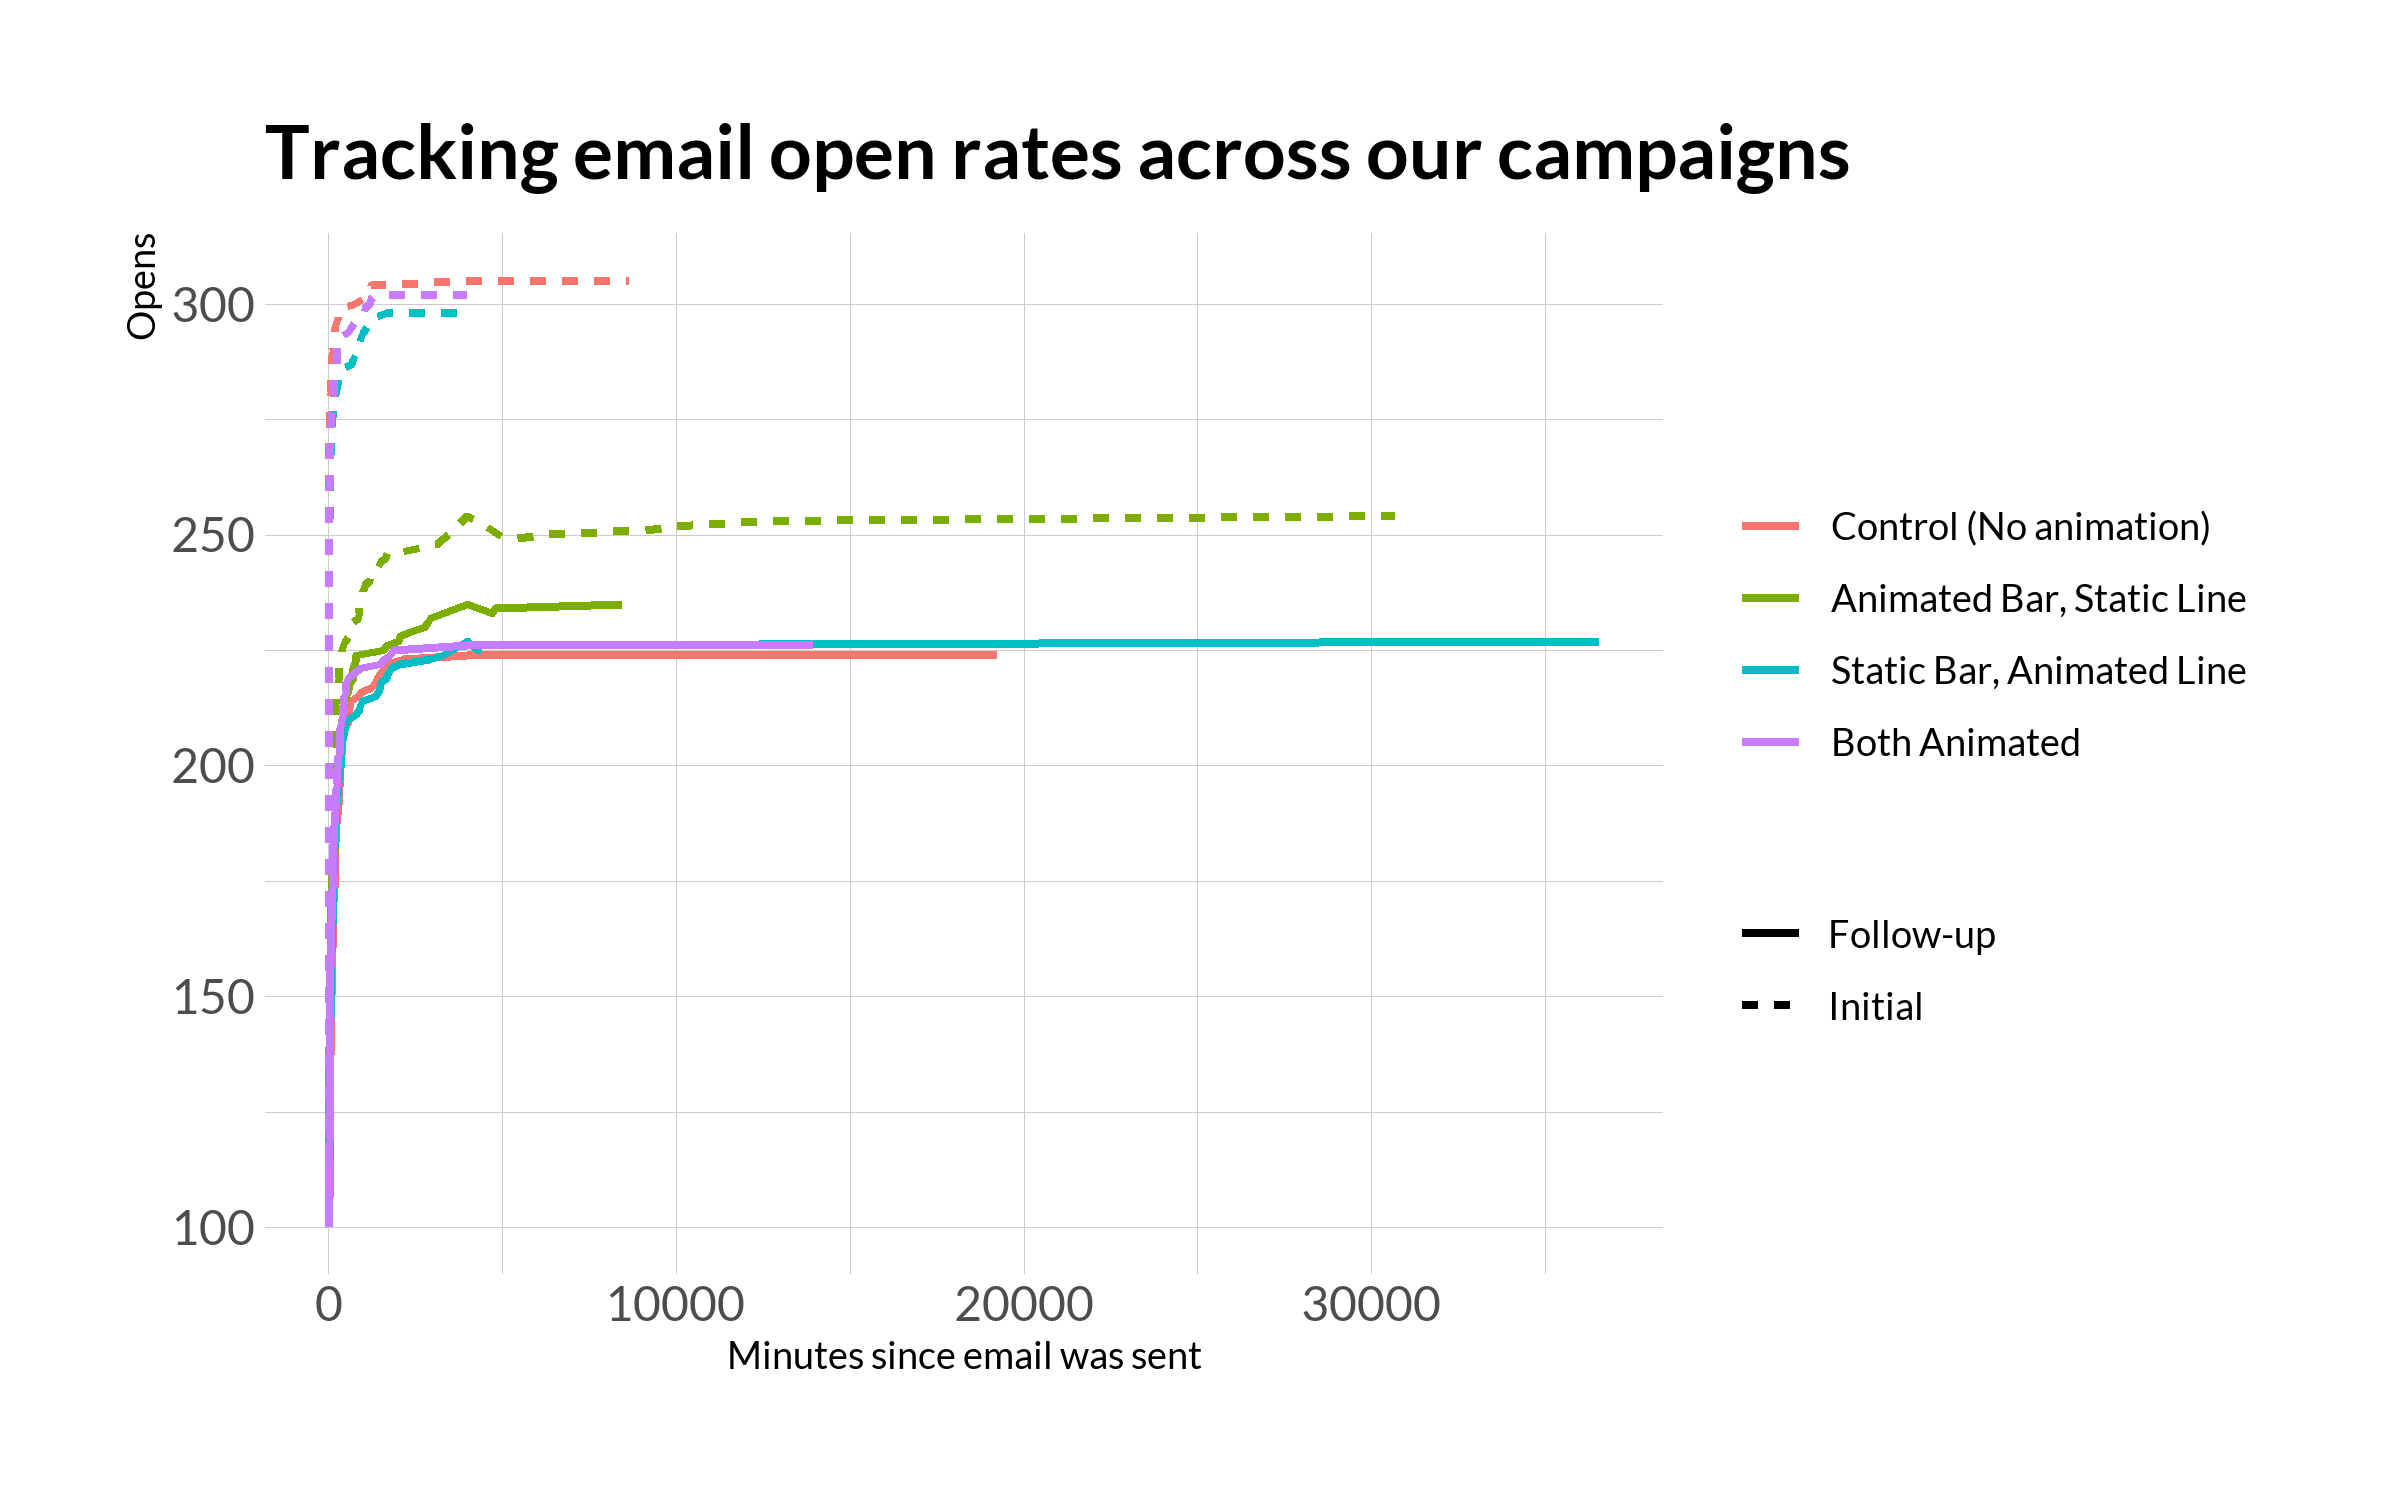 Tracking email open rates across our campaigns
Opens
300
250
200
150
100
0
10000
20000
30000
Minutes since email was sent
Control (No animation)
Animated Bar, Static Line
Static Bar, Animated Line
Both Animated
Follow-up
Initial